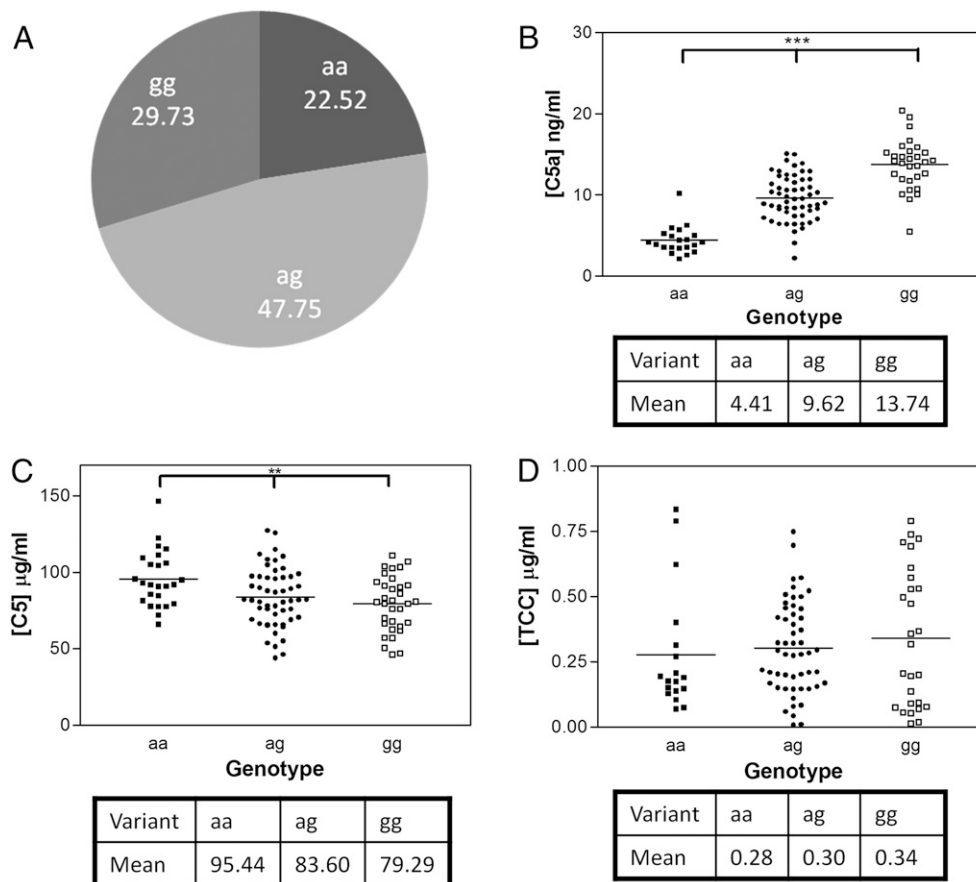 A
aa
22.52
gg
29.73
ag
47.75
B
30
20
10
0
[C5a] ng/ml
***
aa ag gg
Genotype
Variant aa ag gg
Mean 4.41 9.62 13.74
C
150
100
50
0
[C5] µg/ml
**
aa ag gg
Genotype
Variant aa ag gg
Mean 95.44 83.60 79.29
D
1.00
0.75
0.50
0.25
0.00
[TCC] µg/ml
aa ag gg
Genotype
Variant aa ag gg
Mean 0.28 0.30 0.34